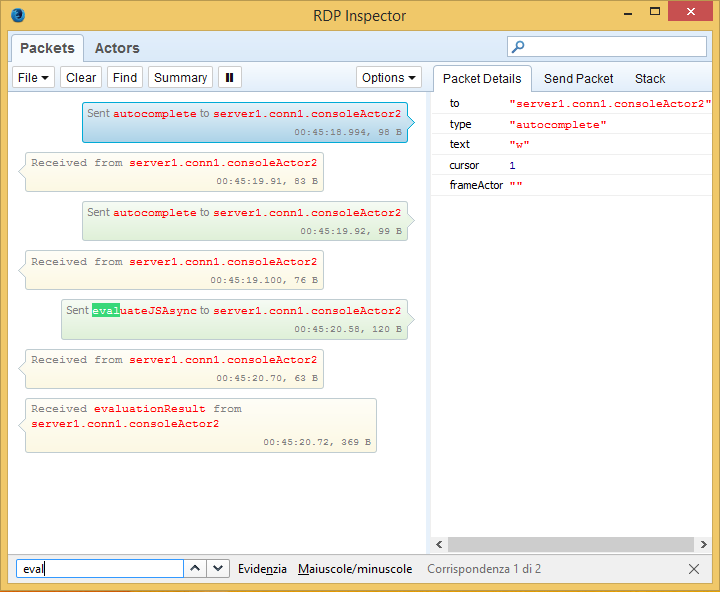 RDP Inspector
Packets Actors
File Clear Find Summary Options
Packet Details Send Packet Stack
Sent autocomplete to server1.conn1.consoleActor2
00:45:18.994, 98 B
Received from server1.conn1.consoleActor2
00:45:19.91, 83 B
Sent autocomplete to server1.conn1.consoleActor2
00:45:19.92, 99 B
Received from server1.conn1.consoleActor2
00:45:19.100, 76 B
Sent evaluateJSAsync to server1.conn1.consoleActor2
00:45:20.58, 120 B
Received from server1.conn1.consoleActor2
00:45:20.70, 63 B
Received evaluationResult from
server1.conn1.consoleActor2
00:45:20.72, 369 B
to "server1.conn1.consoleActor2"
type "autocomplete"
text "w"
cursor 1
frameActor ""
eval Evidenzia Maiuscole/minuscole Corrispondenza 1 di 2